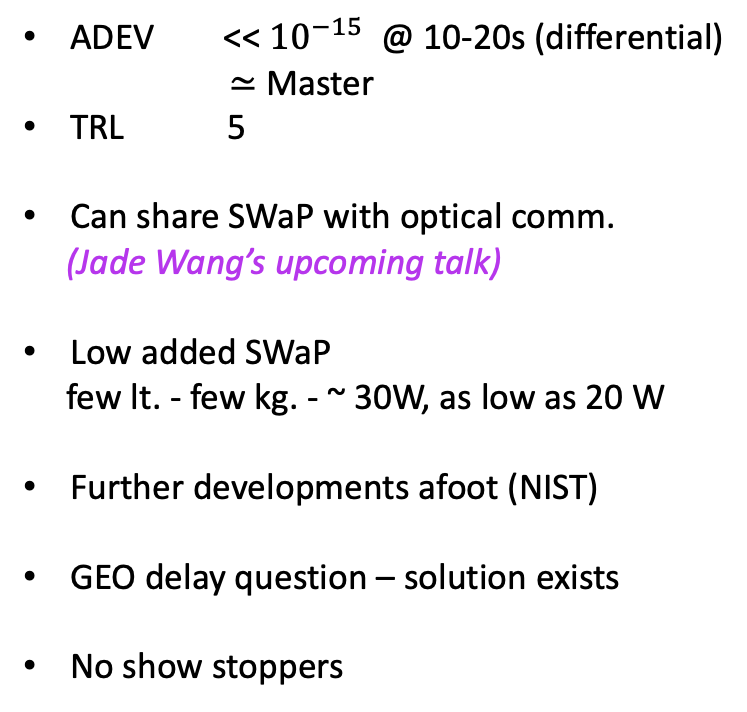 • ADEV << 10⁻¹⁵ @ 10-20s (differential)
≃ Master
• TRL 5
• Can share SWaP with optical comm.
(Jade Wang's upcoming talk)
• Low added SWaP
few lt. - few kg. - ~ 30W, as low as 20 W
• Further developments afoot (NIST)
• GEO delay question – solution exists
• No show stoppers